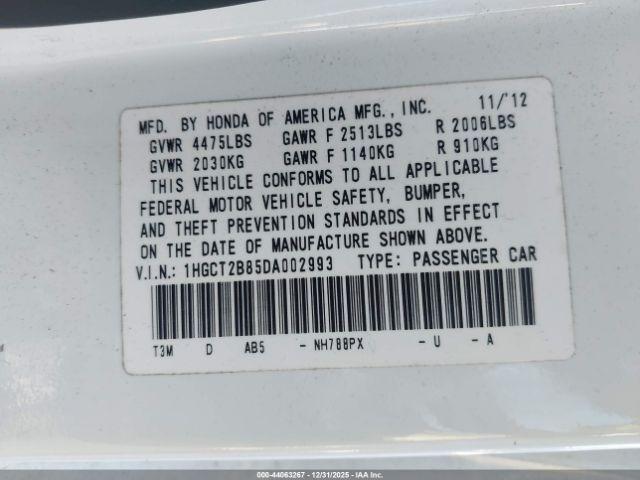 MFD. BY HONDA OF AMERICA MFG., INC. 11/'12
GVWR 4475LBS GAWR F 2513LBS R 2006LBS
GVWR 2030KG GAWR F 1140KG R 910KG
THIS VEHICLE CONFORMS TO ALL APPLICABLE
FEDERAL MOTOR VEHICLE SAFETY, BUMPER,
AND THEFT PREVENTION STANDARDS IN EFFECT
ON THE DATE OF MANUFACTURE SHOWN ABOVE.
V.I.N.: 1HGCT2B85DA002993 TYPE: PASSENGER CAR
T3M D AB5 - NH788PX - U - A
000-44063267 - 12/31/2025 - IAA Inc.